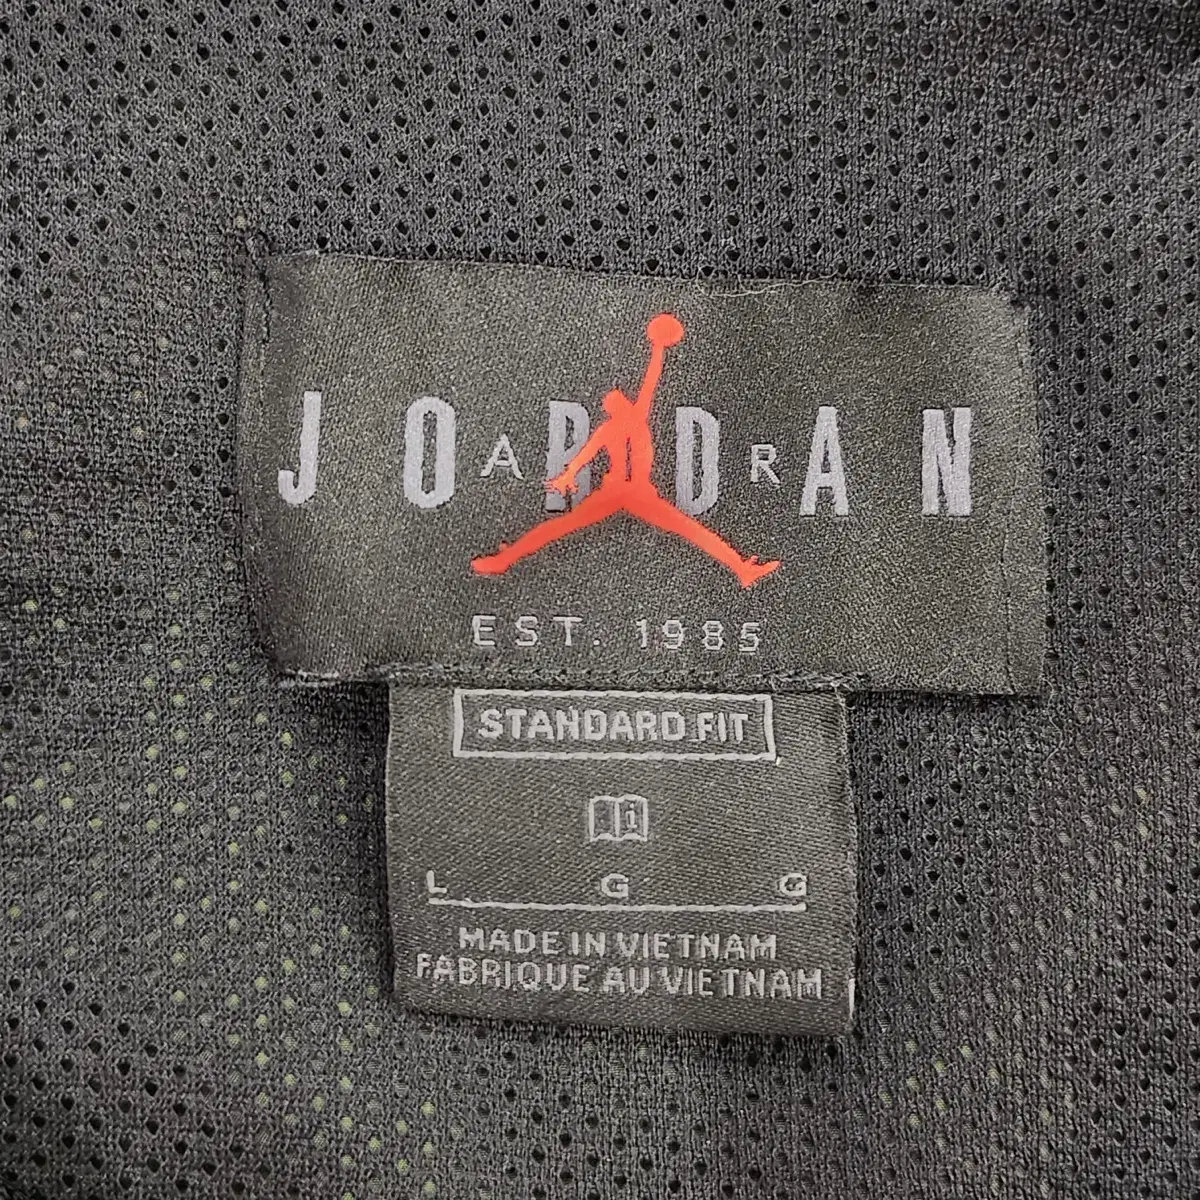 JORDAN
AIR
EST. 1985
STANDARD FIT
i
L G G
MADE IN VIETNAM
FABRIQUE AU VIETNAM